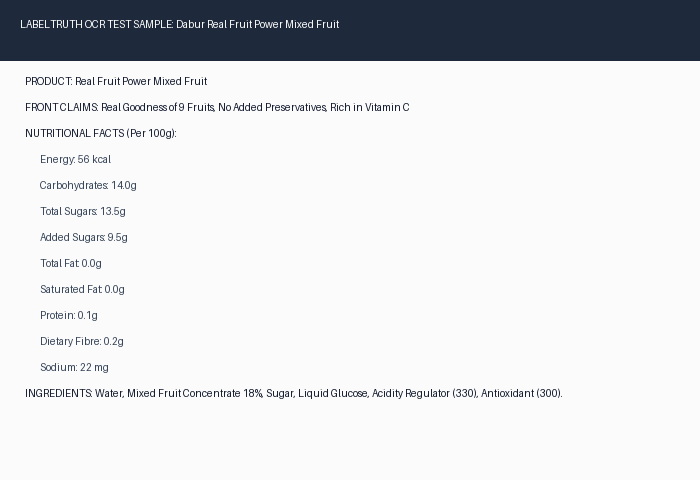 LABELTRUTH OCR TEST SAMPLE: Dabur Real Fruit Power Mixed Fruit
PRODUCT: Real Fruit Power Mixed Fruit
FRONT CLAIMS: Real Goodness of 9 Fruits, No Added Preservatives, Rich in Vitamin C
NUTRITIONAL FACTS (Per 100g):
Energy: 56 kcal
Carbohydrates: 14.0g
Total Sugars: 13.5g
Added Sugars: 9.5g
Total Fat: 0.0g
Saturated Fat: 0.0g
Protein: 0.1g
Dietary Fibre: 0.2g
Sodium: 22 mg
INGREDIENTS: Water, Mixed Fruit Concentrate 18%, Sugar, Liquid Glucose, Acidity Regulator (330), Antioxidant (300).